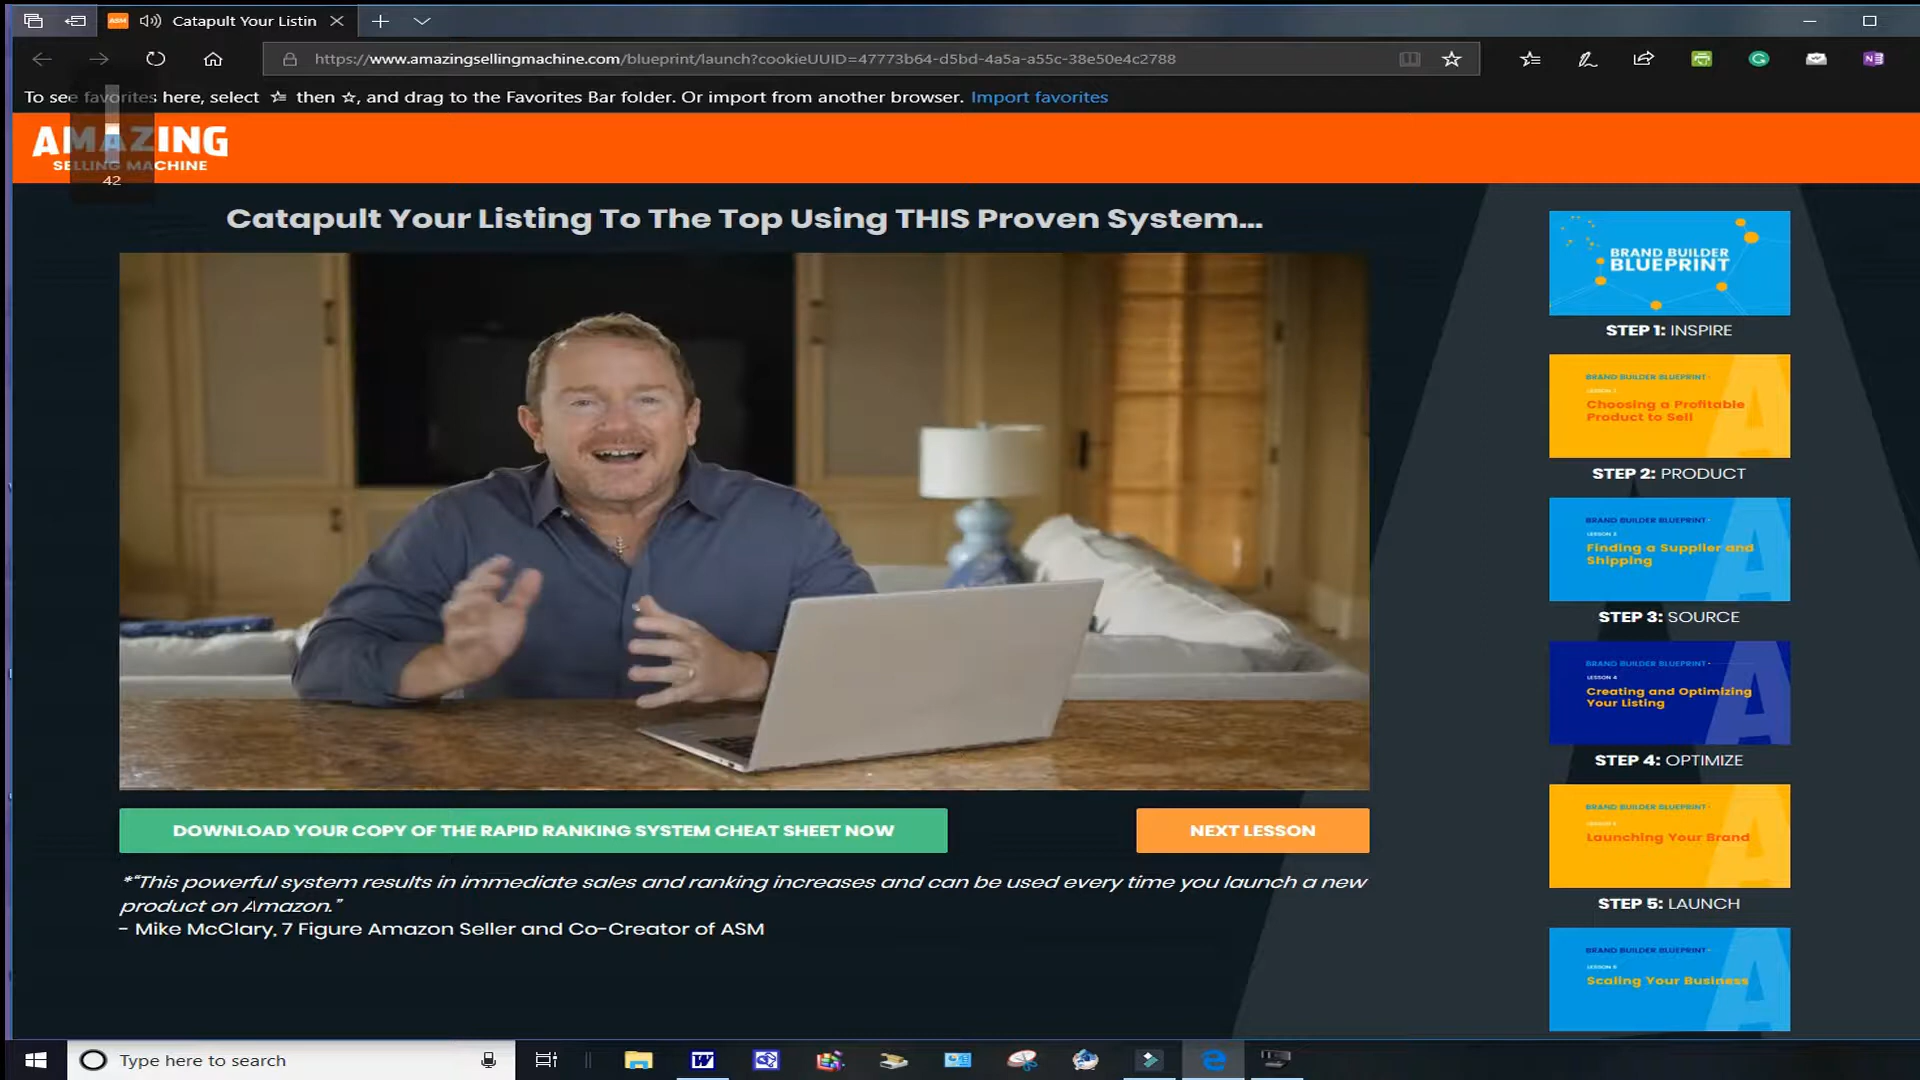 Catapult Your Listin
https://www.amazingsellingmachine.com/blueprint/launch?cookieUUID=47773b64-d5bd-4a5a-a55c-38e50e4c2788
To see favorites here, select then , and drag to the Favorites Bar folder. Or import from another browser. Import favorites
AMAZING
SELLING MACHINE
42
Catapult Your Listing To The Top Using THIS Proven System...
BRAND BUILDER
BLUEPRINT
STEP 1: INSPIRE
BRAND BUILDER BLUEPRINT
Choosing a Profitable
Product to Sell
STEP 2: PRODUCT
BRAND BUILDER BLUEPRINT
LESSON 3
Finding a Supplier and
Shipping
STEP 3: SOURCE
BRAND BUILDER BLUEPRINT
LESSON 4
Creating and Optimizing
Your Listing
STEP 4: OPTIMIZE
BRAND BUILDER BLUEPRINT
Launching Your Brand
STEP 5: LAUNCH
BRAND BUILDER BLUEPRINT
LESSON 6
Scaling Your Business
DOWNLOAD YOUR COPY OF THE RAPID RANKING SYSTEM CHEAT SHEET NOW
NEXT LESSON
*"This powerful system results in immediate sales and ranking increases and can be used every time you launch a new
product on Amazon."
- Mike McClary, 7 Figure Amazon Seller and Co-Creator of ASM
Type here to search